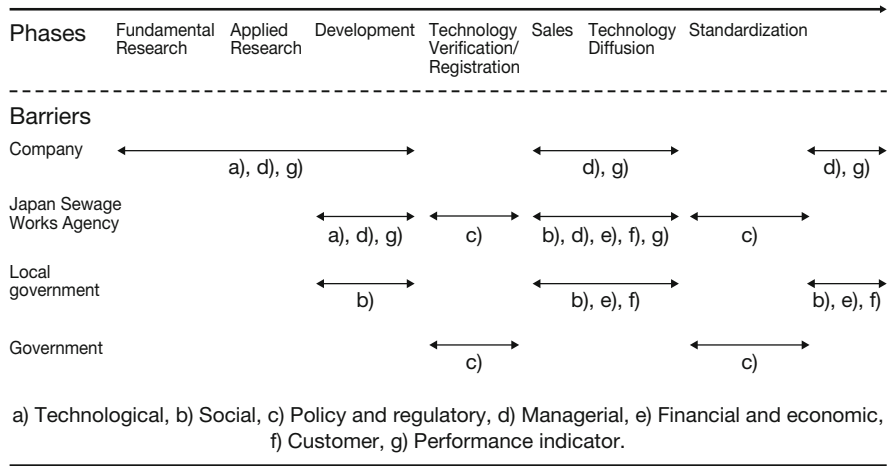 Phases Fundamental Research Applied Research Development Technology Verification/ Registration Sales Technology Diffusion Standardization
Barriers
Company
a), d), g) d), g) d), g)
Japan Sewage
Works Agency
a), d), g) c) b), d), e), f), g) c)
Local
government
b) b), e), f) b), e), f)
Government
c) c)
a) Technological, b) Social, c) Policy and regulatory, d) Managerial, e) Financial and economic,
f) Customer, g) Performance indicator.